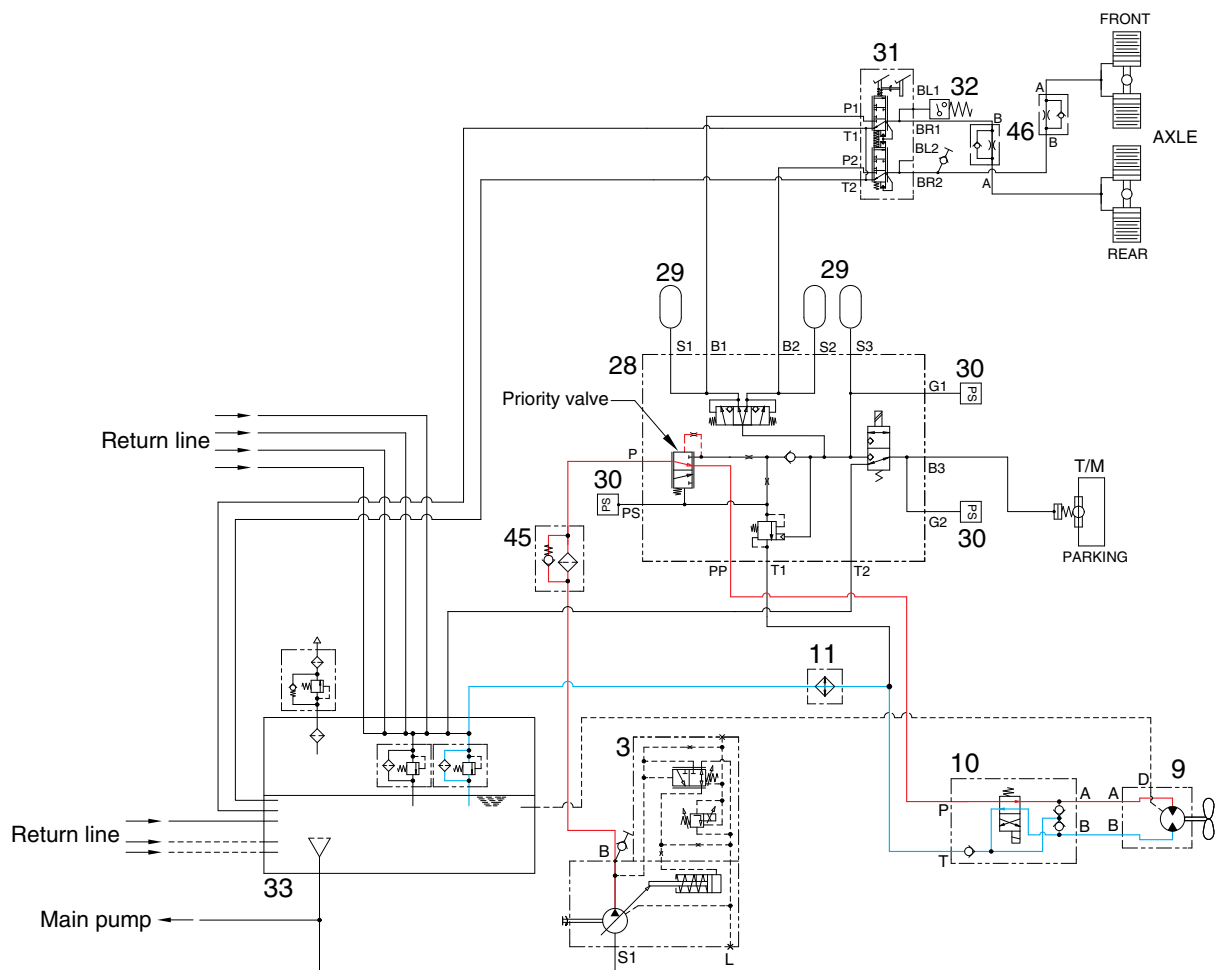 FRONT
31
BL1
32
A
P1
B
46
T1
BR1
BL2
B
AXLE
P2
A
T2
BR2
REAR
29
29
S1
B1
B2
S2
S3
28
30
G1
PS
Priority valve
Return line
P
B3
T/M
30
PS
PS
G2
PS
30
45
PARKING
PP
T1
T2
11
3
10
9
D
A
A
P
B
B
Return line
B
T
33
Main pump
S1
L